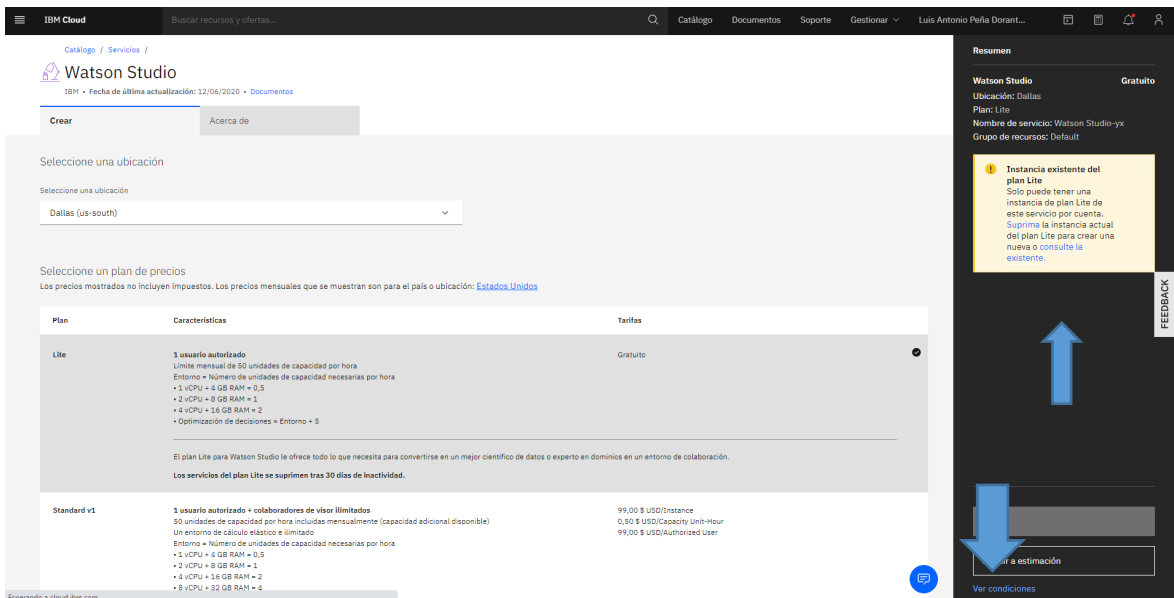 IBM Cloud
Buscar recursos y ofertas...
Catálogo
Documentos
Soporte
Gestionar
Luis Antonio Peña Dorant...
Catálogo / Servicios /
Watson Studio
IBM • Fecha de última actualización: 12/06/2020 • Documentos
Crear
Acerca de
Seleccione una ubicación
Seleccione una ubicación
Dallas (us-south)
Seleccione un plan de precios
Los precios mostrados no incluyen impuestos. Los precios mensuales que se muestran son para el país o ubicación: Estados Unidos
Plan
Características
Tarifas
Lite
1 usuario autorizado
Gratuito
Límite mensual de 50 unidades de capacidad por hora
Entorno = Número de unidades de capacidad necesarias por hora
• 1 vCPU + 4 GB RAM = 0,5
• 2 vCPU + 8 GB RAM = 1
• 4 vCPU + 16 GB RAM = 2
• Optimización de decisiones = Entorno + 5
El plan Lite para Watson Studio le ofrece todo lo que necesita para convertirse en un mejor científico de datos o experto en dominios en un entorno de colaboración.
Los servicios del plan Lite se suprimen tras 30 días de inactividad.
Standard v1
1 usuario autorizado + colaboradores de visor ilimitados
50 unidades de capacidad por hora incluidas mensualmente (capacidad adicional disponible)
Un entorno de cálculo elástico e ilimitado
Entorno = Número de unidades de capacidad necesarias por hora
• 1 vCPU + 4 GB RAM = 0,5
• 2 vCPU + 8 GB RAM = 1
• 4 vCPU + 16 GB RAM = 2
• 8 vCPU + 32 GB RAM = 4
99,00 $ USD/Instance
0,50 $ USD/Capacity Unit-Hour
99,00 $ USD/Authorized User
Resumen
Watson Studio
Gratuito
Ubicación: Dallas
Plan: Lite
Nombre de servicio: Watson Studio-yx
Grupo de recursos: Default
Instancia existente del
plan Lite
Solo puede tener una
instancia de plan Lite de
este servicio por cuenta.
Suprima la instancia actual
del plan Lite para crear una
nueva o consulte la
existente.
FEEDBACK
a estimación
Ver condiciones